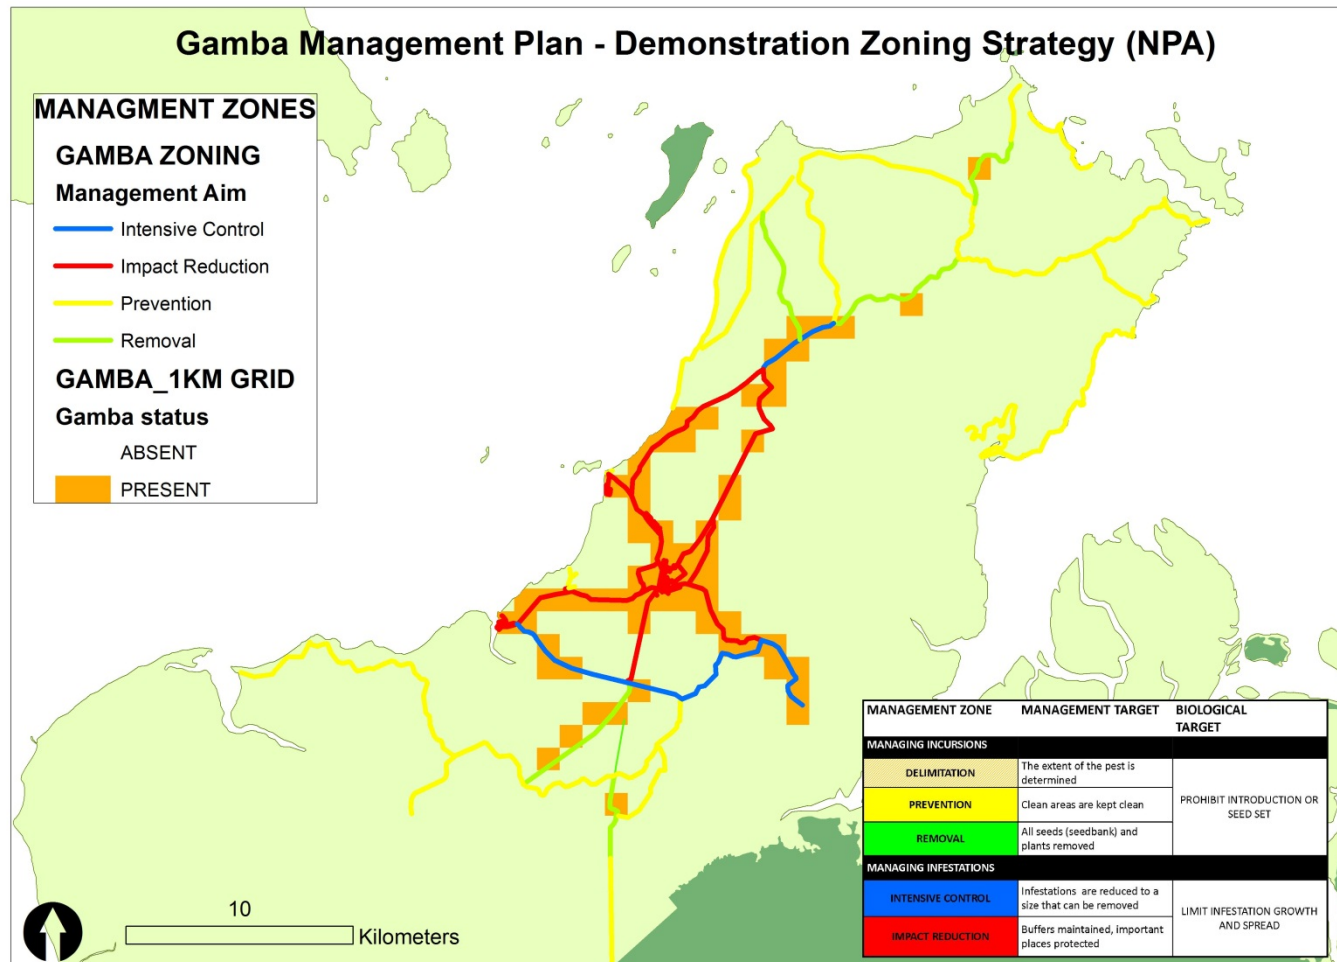 Gamba Management Plan - Demonstration Zoning Strategy (NPA)
MANAGMENT ZONES
GAMBA ZONING
Management Aim
Intensive Control
Impact Reduction
Prevention
Removal
GAMBA_1KM GRID
Gamba status
ABSENT
PRESENT
10
Kilometers
MANAGEMENT ZONE
MANAGEMENT TARGET
BIOLOGICAL
TARGET
MANAGING INCURSIONS
DELIMITATION
The extent of the pest is
determined
PREVENTION
Clean areas are kept clean
PROHIBIT INTRODUCTION OR
SEED SET
REMOVAL
All seeds (seedbank) and
plants removed
MANAGING INFESTATIONS
INTENSIVE CONTROL
Infestations are reduced to a
size that can be removed
LIMIT INFESTATION GROWTH
AND SPREAD
IMPACT REDUCTION
Buffers maintained, important
places protected